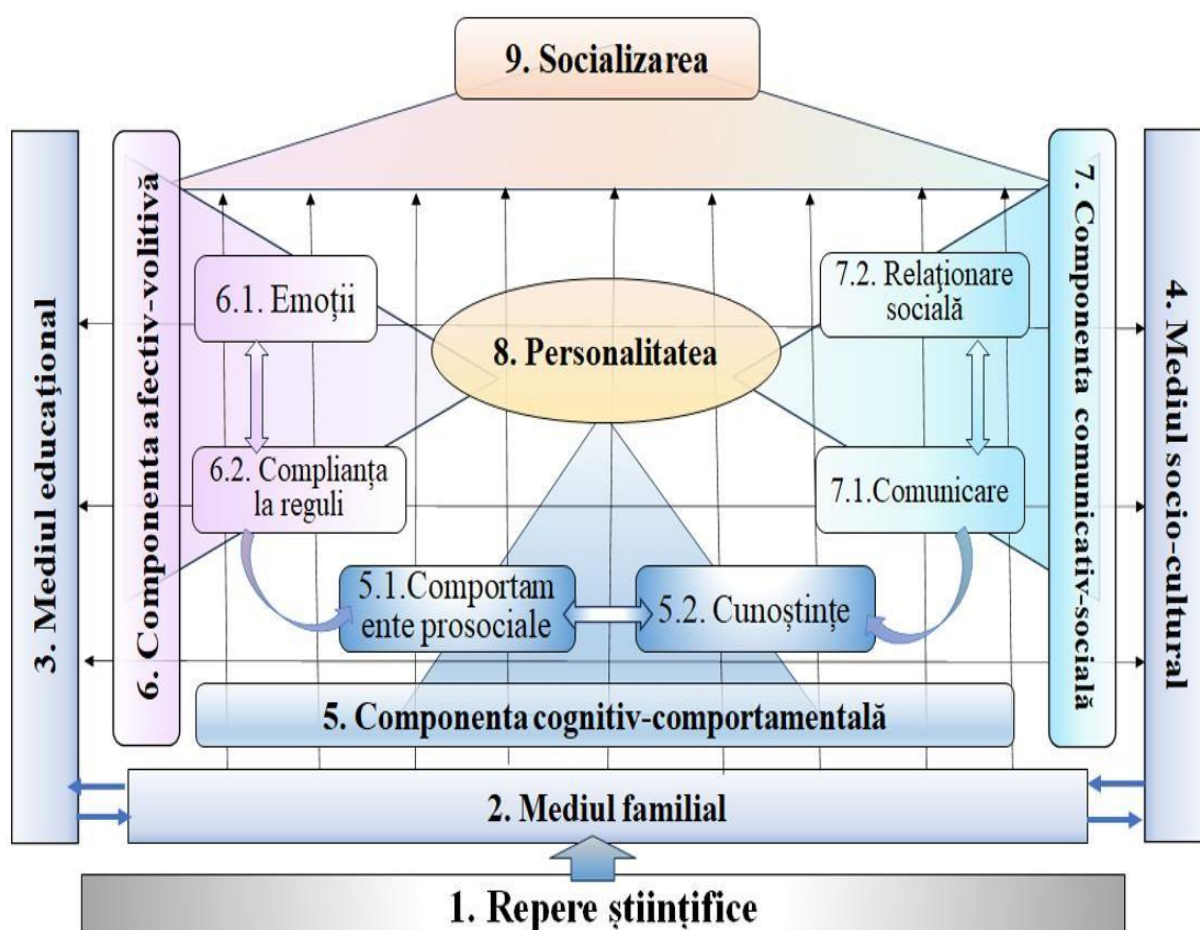 9. Socializarea
3. Mediul educaţional
6. Componenta afectiv-volitivă
6.1. Emoții
6.2. Complianța
la reguli
8. Personalitatea
7.2. Relaţionare
socială
7.1.Comunicare
7. Componenta comunicativ-socială
4. Mediul socio-cultural
5.1.Comportam
ente prosociale
5.2. Cunoștințe
5. Componenta cognitiv-comportamentală
2. Mediul familial
1. Repere științifice